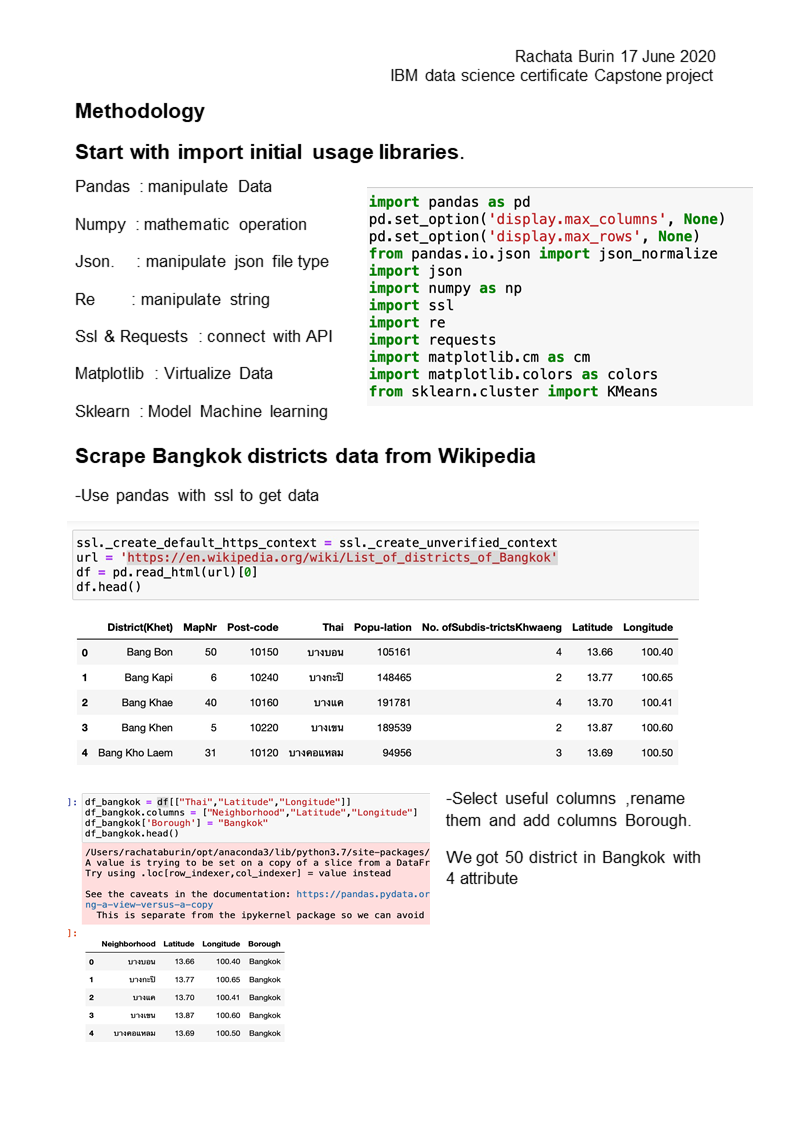 Rachata Burin 17 June 2020
IBM data science certificate Capstone project
Methodology
Start with import initial usage libraries.
Pandas : manipulate Data
Numpy : mathematic operation
Json. : manipulate json file type
Re : manipulate string
Ssl & Requests : connect with API
Matplotlib : Virtualize Data
Sklearn : Model Machine learning
import pandas as pd
pd.set_option('display.max_columns', None)
pd.set_option('display.max_rows', None)
from pandas.io.json import json_normalize
import json
import numpy as np
import ssl
import re
import requests
import matplotlib.cm as cm
import matplotlib.colors as colors
from sklearn.cluster import KMeans
Scrape Bangkok districts data from Wikipedia
-Use pandas with ssl to get data
ssl._create_default_https_context = ssl._create_unverified_context
url = 'https://en.wikipedia.org/wiki/List_of_districts_of_Bangkok'
df = pd.read_html(url)[0]
df.head()
District(Khet) MapNr Post-code Thai Popu-lation No. ofSubdis-trictsKhwaeng Latitude Longitude
0 Bang Bon 50 10150 บางบอน 105161 4 13.66 100.40
1 Bang Kapi 6 10240 บางกะปิ 148465 2 13.77 100.65
2 Bang Khae 40 10160 บางแค 191781 4 13.70 100.41
3 Bang Khen 5 10220 บางเขน 189539 2 13.87 100.60
4 Bang Kho Laem 31 10120 บางคอแหลม 94956 3 13.69 100.50
]: df_bangkok = df[["Thai","Latitude","Longitude"]]
df_bangkok.columns = ["Neighborhood","Latitude","Longitude"]
df_bangkok['Borough'] = "Bangkok"
df_bangkok.head()
/Users/rachataburin/opt/anaconda3/lib/python3.7/site-packages/
A value is trying to be set on a copy of a slice from a DataFr
Try using .loc[row_indexer,col_indexer] = value instead
See the caveats in the documentation: https://pandas.pydata.or
ng-a-view-versus-a-copy
This is separate from the ipykernel package so we can avoid
]:
Neighborhood Latitude Longitude Borough
0 บางบอน 13.66 100.40 Bangkok
1 บางกะปิ 13.77 100.65 Bangkok
2 บางแค 13.70 100.41 Bangkok
3 บางเขน 13.87 100.60 Bangkok
4 บางคอแหลม 13.69 100.50 Bangkok
-Select useful columns ,rename
them and add columns Borough.
We got 50 district in Bangkok with
4 attribute